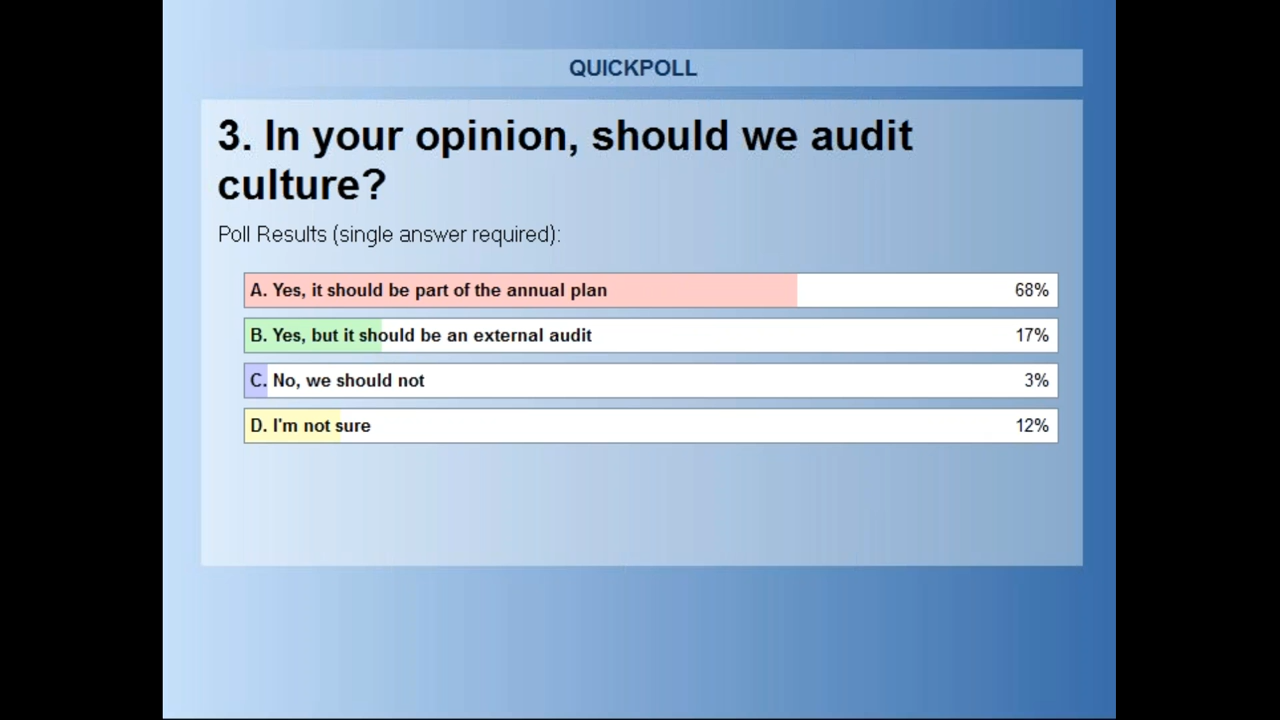 QUICKPOLL
3. In your opinion, should we audit
culture?
Poll Results (single answer required):
A. Yes, it should be part of the annual plan 68%
B. Yes, but it should be an external audit 17%
C. No, we should not 3%
D. I'm not sure 12%